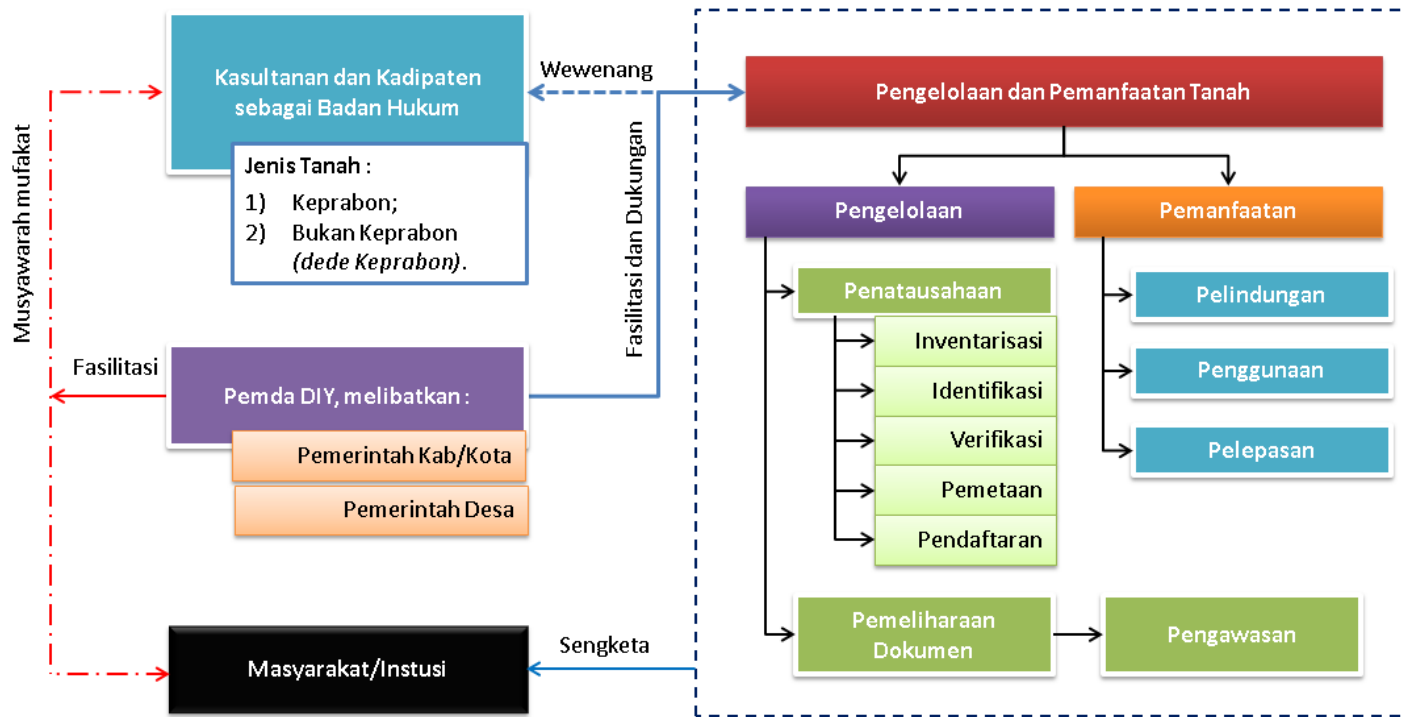 Kasultanan dan Kadipaten
sebagai Badan Hukum
Jenis Tanah :
1) Keprabon;
2) Bukan Keprabon
(dede Keprabon).
Wewenang
Musyawarah mufakat
Fasilitasi dan Dukungan
Fasilitasi
Pemda DIY, melibatkan :
Pemerintah Kab/Kota
Pemerintah Desa
Masyarakat/Instusi
Sengketa
Pengelolaan dan Pemanfaatan Tanah
Pengelolaan
Pemanfaatan
Penatausahaan
Inventarisasi
Identifikasi
Verifikasi
Pemetaan
Pendaftaran
Pelindungan
Penggunaan
Pelepasan
Pemeliharaan
Dokumen
Pengawasan